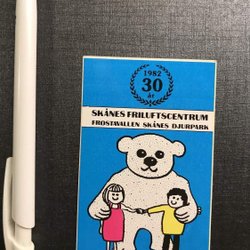 1982
30
år
SKÅNES FRILUFTSCENTRUM
FROSTAVALLEN SKÅNES DJURPARK